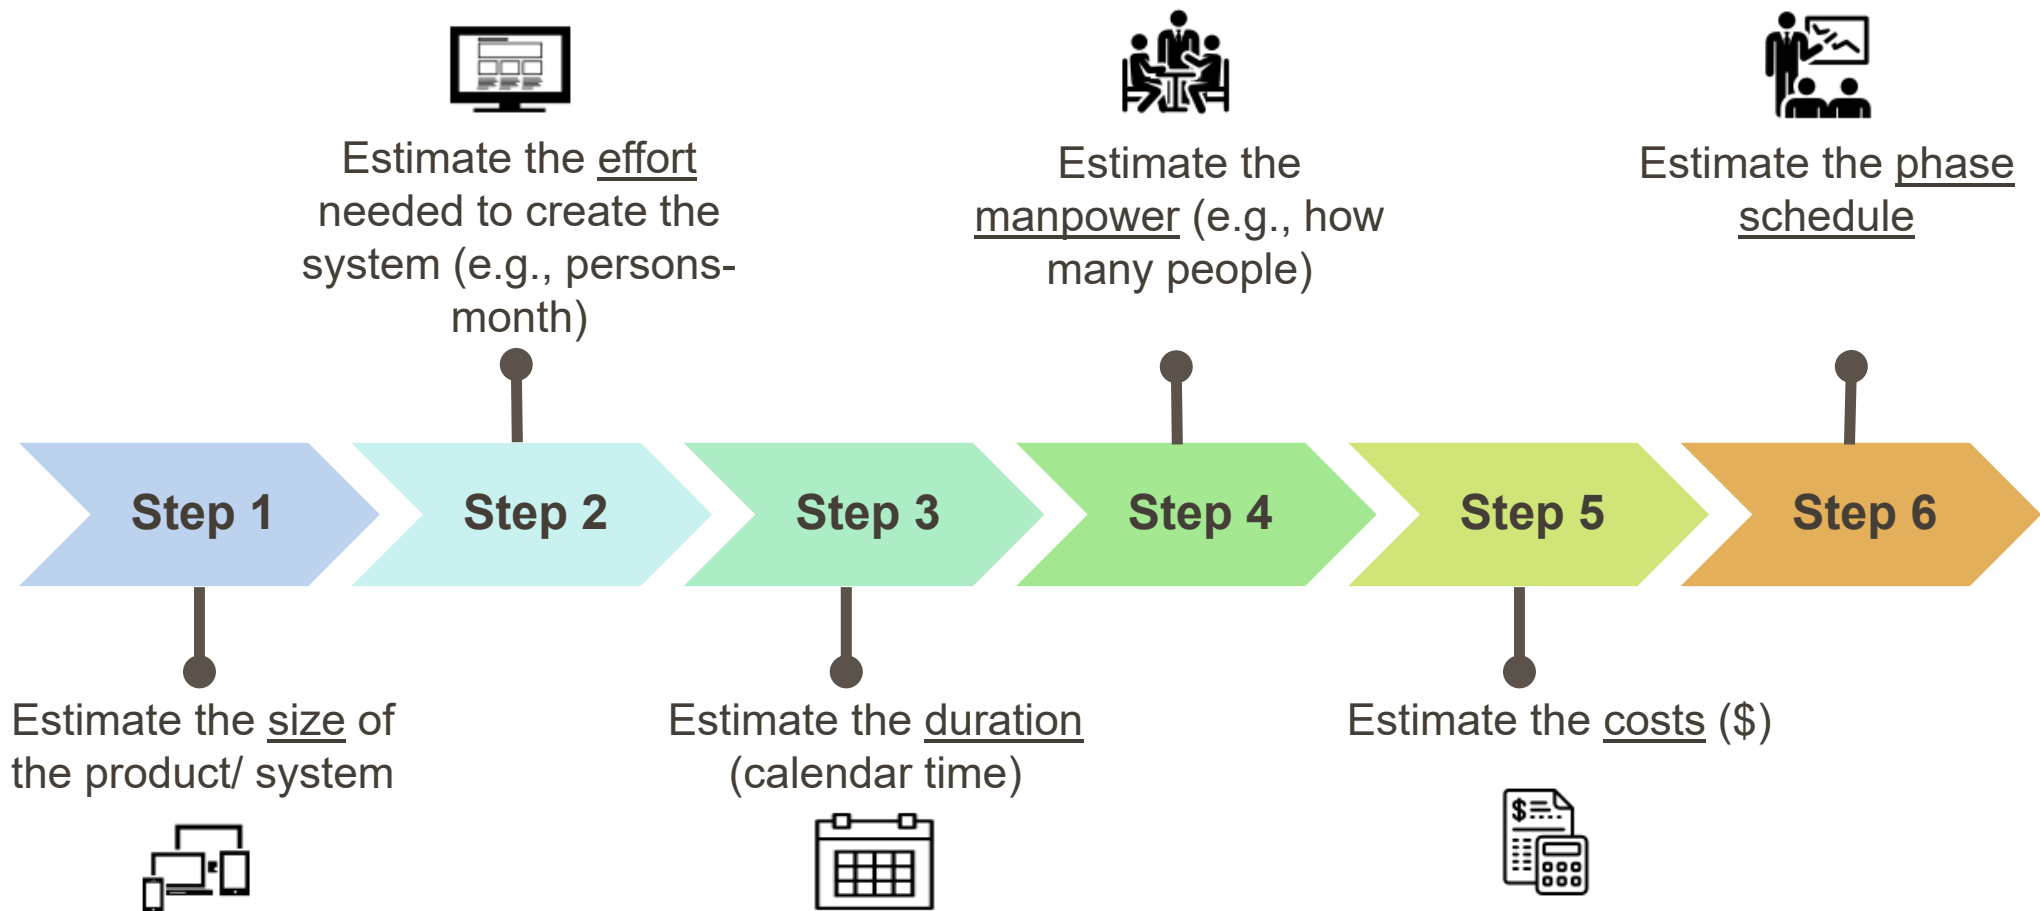 Estimate the effort
needed to create the
system (e.g., persons-
month)
Estimate the
manpower (e.g., how
many people)
Estimate the phase
schedule
Step 1
Step 2
Step 3
Step 4
Step 5
Step 6
Estimate the size of
the product/ system
Estimate the duration
(calendar time)
Estimate the costs ($)
$